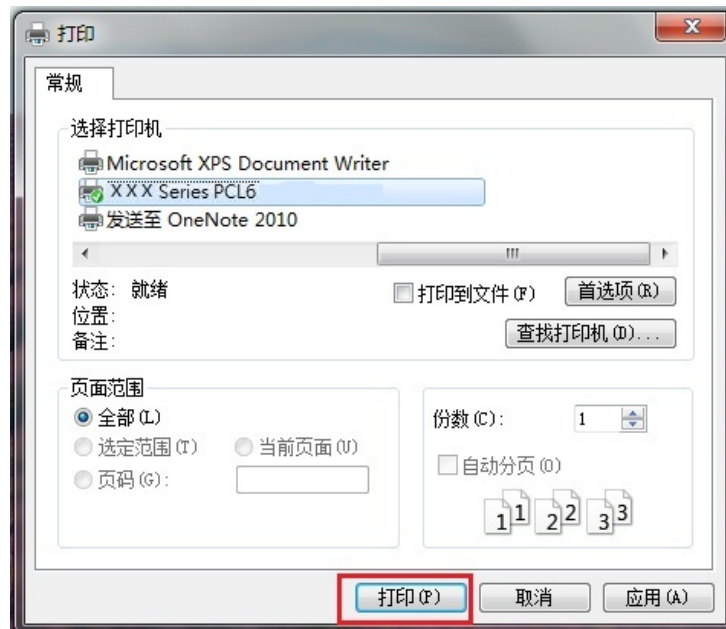 打印
常规
选择打印机
Microsoft XPS Document Writer
XXX Series PCL6
发送至 OneNote 2010
状态: 就绪
打印到文件(F)
首选项(R)
位置:
查找打印机(D)...
备注:
页面范围
全部(L)
选定范围(T)
当前页面(U)
页码(G):
份数(C):
1
自动分页(O)
1 1 2 2 3 3
打印(P)
取消
应用(A)